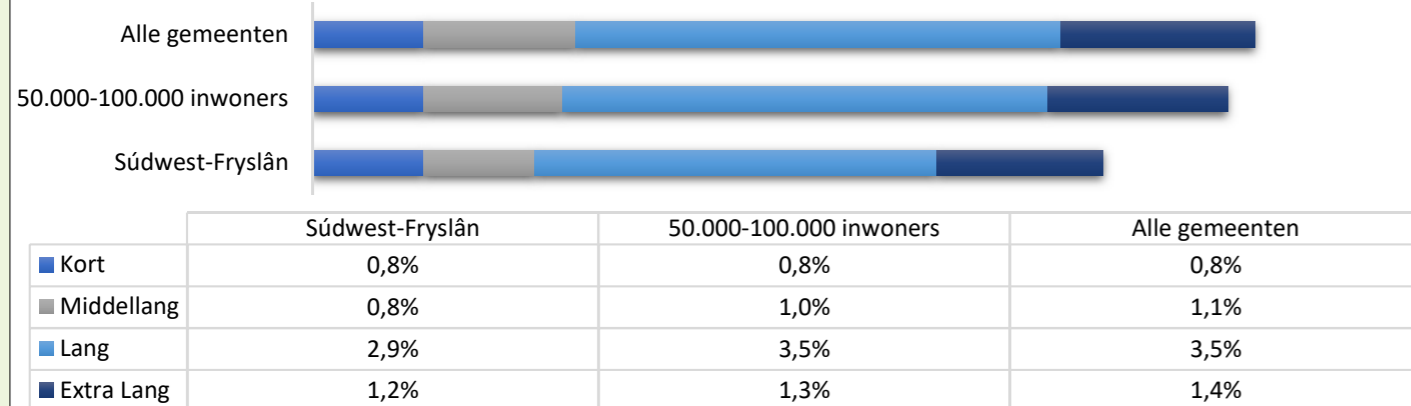 Alle gemeenten
50.000-100.000 inwoners
Súdwest-Fryslân
Súdwest-Fryslân 50.000-100.000 inwoners Alle gemeenten
Kort 0,8% 0,8% 0,8%
Middellang 0,8% 1,0% 1,1%
Lang 2,9% 3,5% 3,5%
Extra Lang 1,2% 1,3% 1,4%